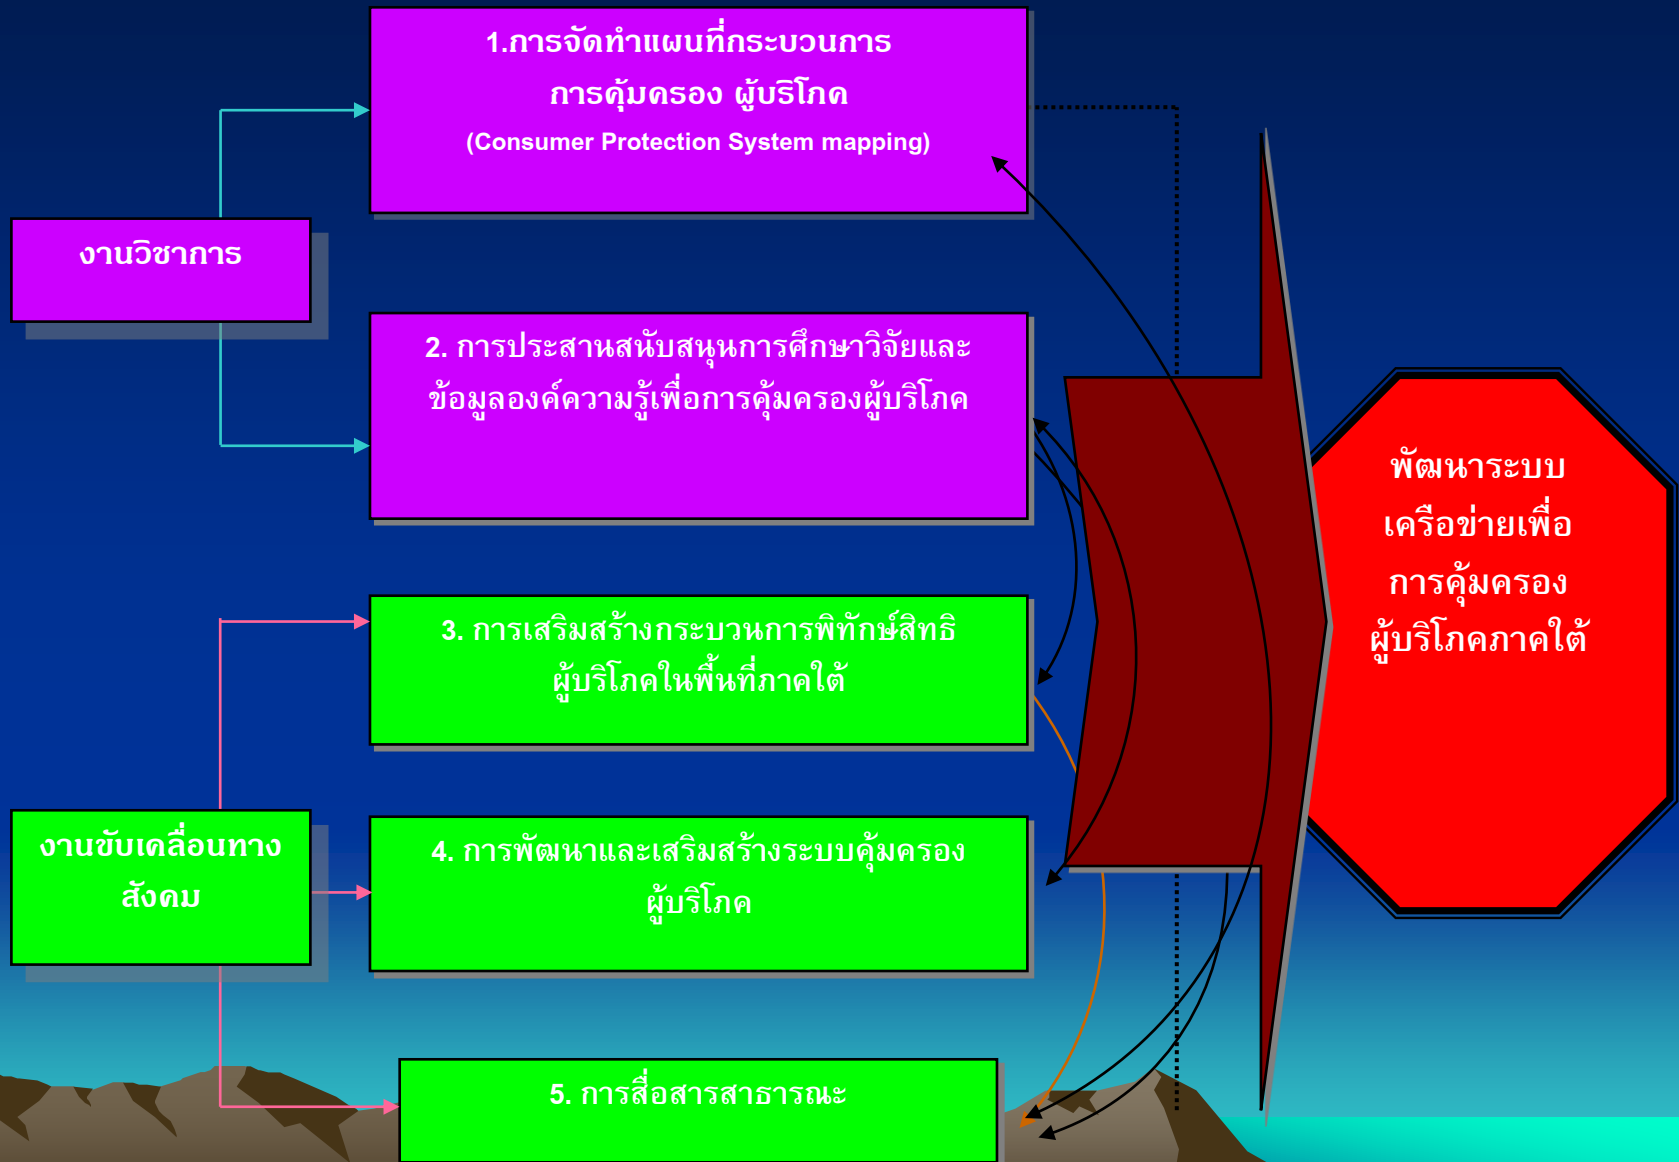 1.การจัดทำแผนที่กระบวนการ
การคุ้มครอง ผู้บริโภค
(Consumer Protection System mapping)
งานวิชาการ
2. การประสานสนับสนุนการศึกษาวิจัยและ
ข้อมูลองค์ความรู้เพื่อการคุ้มครองผู้บริโภค
3. การเสริมสร้างกระบวนการพิทักษ์สิทธิ
ผู้บริโภคในพื้นที่ภาคใต้
งานขับเคลื่อนทาง
สังคม
4. การพัฒนาและเสริมสร้างระบบคุ้มครอง
ผู้บริโภค
5. การสื่อสารสาธารณะ
พัฒนาระบบ
เครือข่ายเพื่อ
การคุ้มครอง
ผู้บริโภคภาคใต้